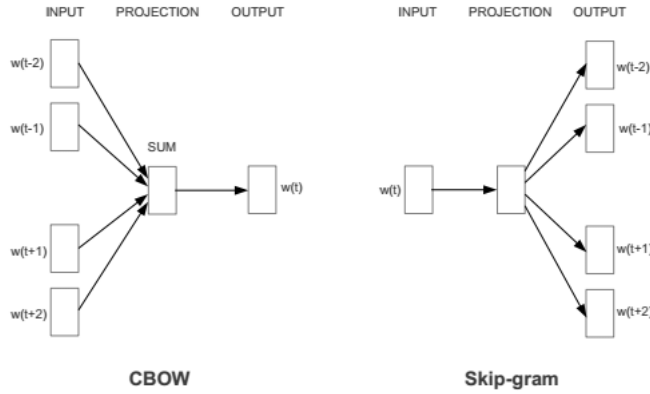 INPUT PROJECTION OUTPUT
w(t-2)
w(t-1)
SUM
w(t)
w(t+1)
w(t+2)
CBOW
INPUT PROJECTION OUTPUT
w(t-2)
w(t-1)
w(t)
w(t+1)
w(t+2)
Skip-gram